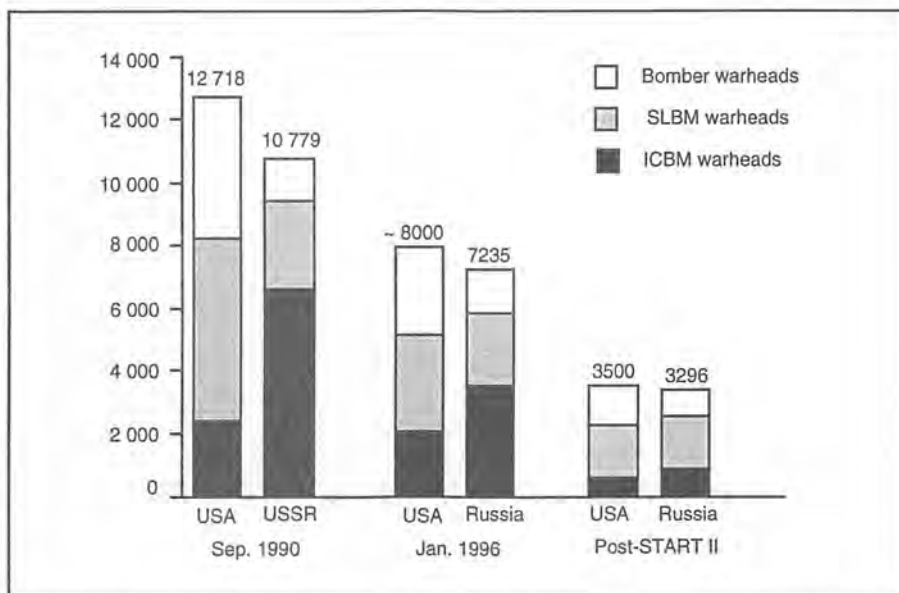 14 000
12 000
10 000
8 000
6 000
4 000
2 000
0
12 718
10 779
~ 8000
7235
3500
3296
Bomber warheads
SLBM warheads
ICBM warheads
USA USSR USA Russia USA Russia
Sep. 1990 Jan. 1996 Post-START II